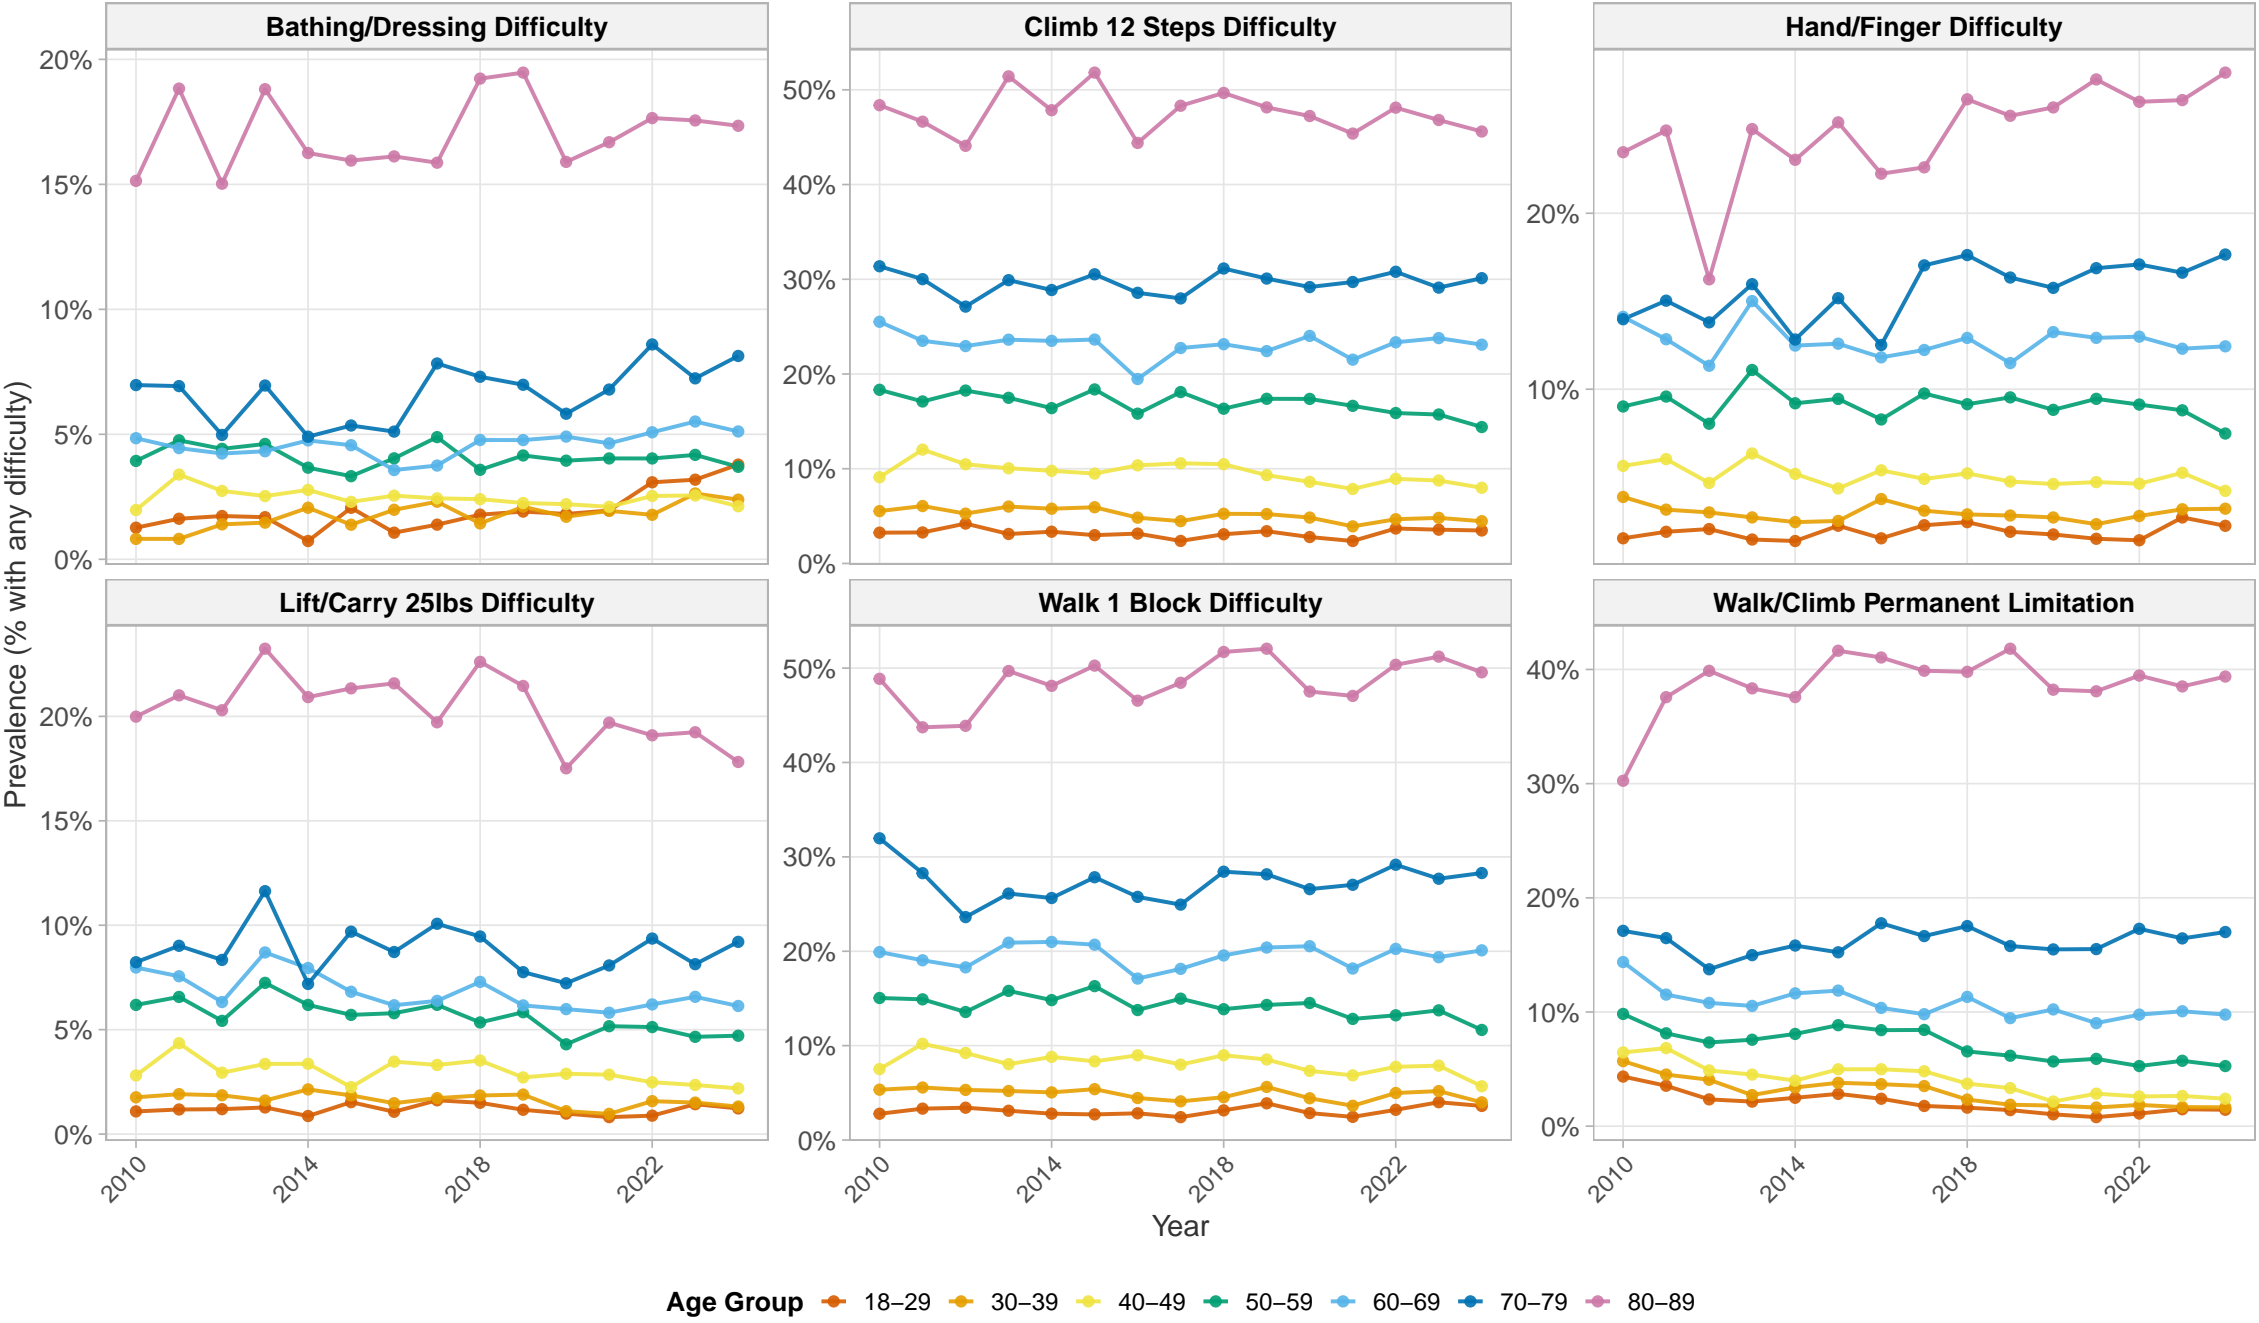 Bathing/Dressing Difficulty
Climb 12 Steps Difficulty
Hand/Finger Difficulty
20%
15%
10%
5%
0%
50%
40%
30%
20%
10%
0%
20%
10%
Lift/Carry 25lbs Difficulty
Walk 1 Block Difficulty
Walk/Climb Permanent Limitation
20%
15%
10%
5%
0%
50%
40%
30%
20%
10%
0%
40%
30%
20%
10%
0%
Prevalence (% with any difficulty)
2010 2014 2018 2022
2010 2014 2018 2022
2010 2014 2018 2022
Year
Age Group 18–29 30–39 40–49 50–59 60–69 70–79 80–89